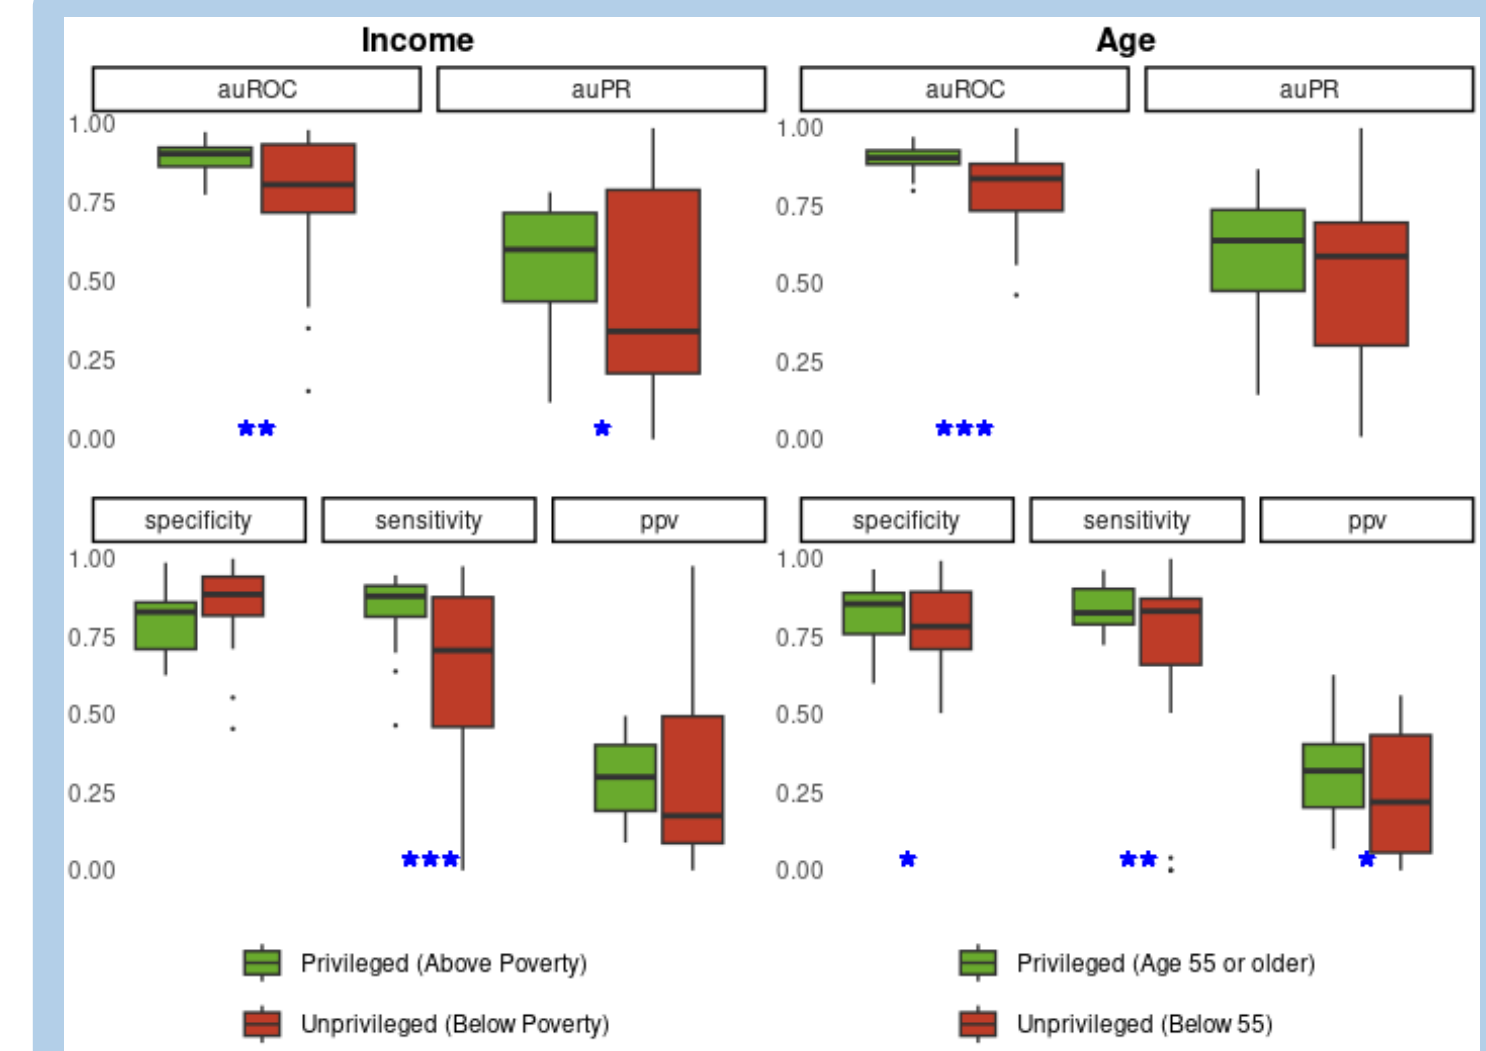 Income
auROC auPR
1.00
0.75
0.50
0.25
0.00
★★ ★
specificity sensitivity ppv
1.00
0.75
0.50
0.25
0.00
★★★
Privileged (Above Poverty)
Unprivileged (Below Poverty)
Age
auROC auPR
1.00
0.75
0.50
0.25
0.00
★★★
specificity sensitivity ppv
1.00
0.75
0.50
0.25
0.00
★ ★★ ★
Privileged (Age 55 or older)
Unprivileged (Below 55)